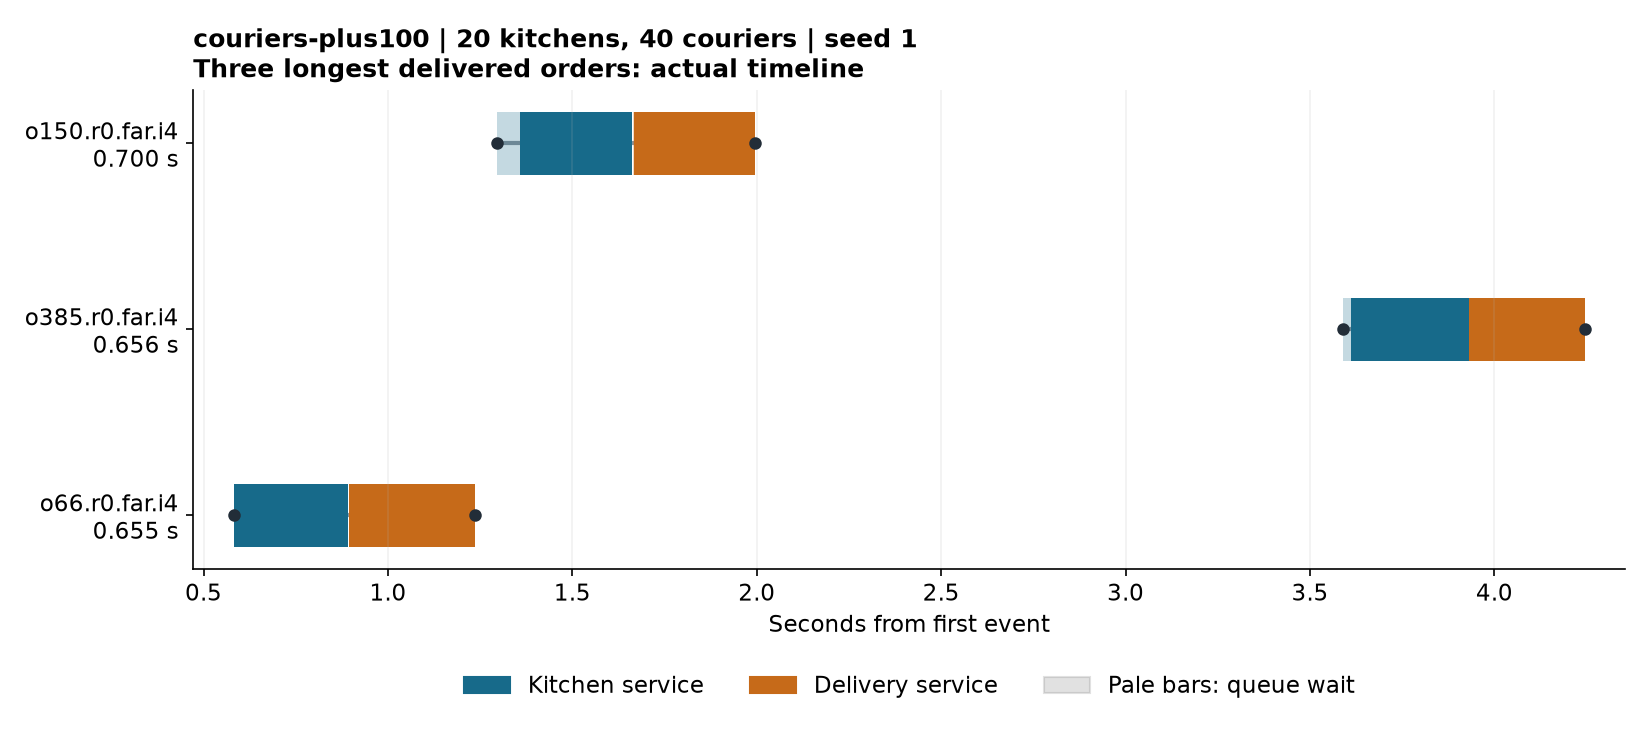 couriers-plus100 | 20 kitchens, 40 couriers | seed 1
Three longest delivered orders: actual timeline
o150.r0.far.i4
0.700 s
o385.r0.far.i4
0.656 s
o66.r0.far.i4
0.655 s
0.5 1.0 1.5 2.0 2.5 3.0 3.5 4.0
Seconds from first event
Kitchen service Delivery service Pale bars: queue wait